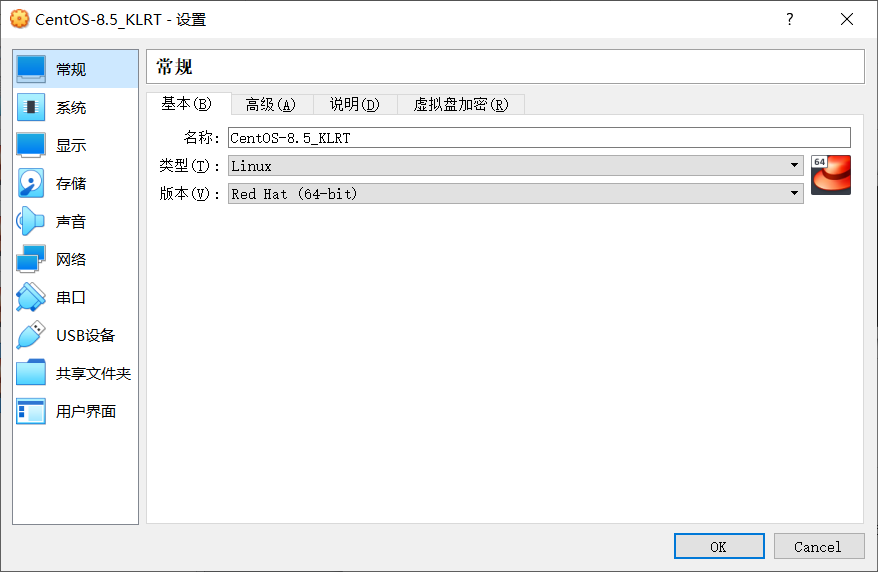 CentOS-8.5_KLRT - 设置
?
常规
系统
显示
存储
声音
网络
串口
USB设备
共享文件夹
用户界面
常规
基本(B) 高级(A) 说明(D) 虚拟盘加密(R)
名称: CentOS-8.5_KLRT
类型(T): Linux
64
版本(V): Red Hat (64-bit)
OK Cancel